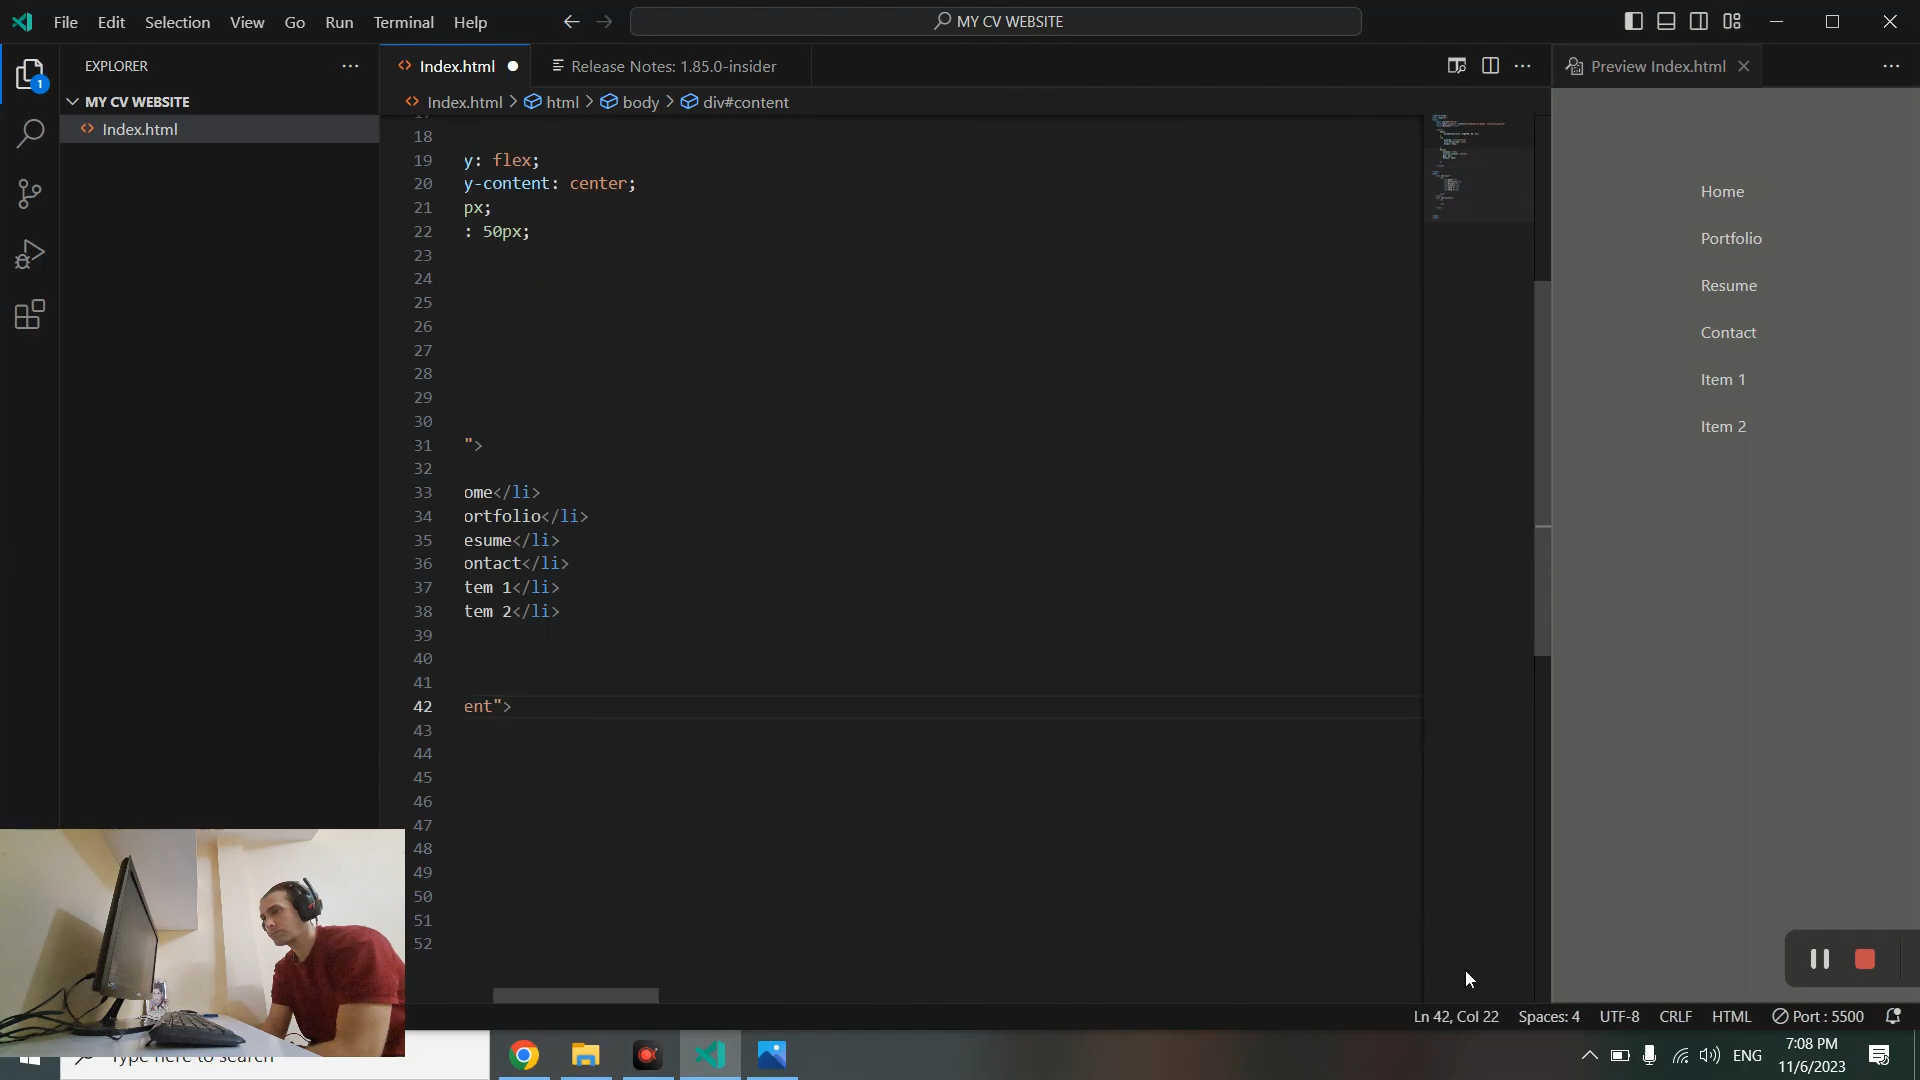 File Edit Selection View Go Run Terminal Help
MY CV WEBSITE
EXPLORER
MY CV WEBSITE
Index.html
1
Index.html
Release Notes: 1.85.0-insider
Index.html > html > body > div#content
18
19 y: flex;
20 y-content: center;
21 px;
22 : 50px;
23
24
25
26
27
28
29
30
31 ">
32
33 ome</li>
34 ortfolio</li>
35 esume</li>
36 ontact</li>
37 tem 1</li>
38 tem 2</li>
39
40
41
42 ent">
43
44
45
46
47
48
49
50
51
52
Preview Index.html
Home
Portfolio
Resume
Contact
Item 1
Item 2
Ln 42, Col 22 Spaces: 4 UTF-8 CRLF HTML Port : 5500
Type here to search
ENG
7:08 PM
11/6/2023